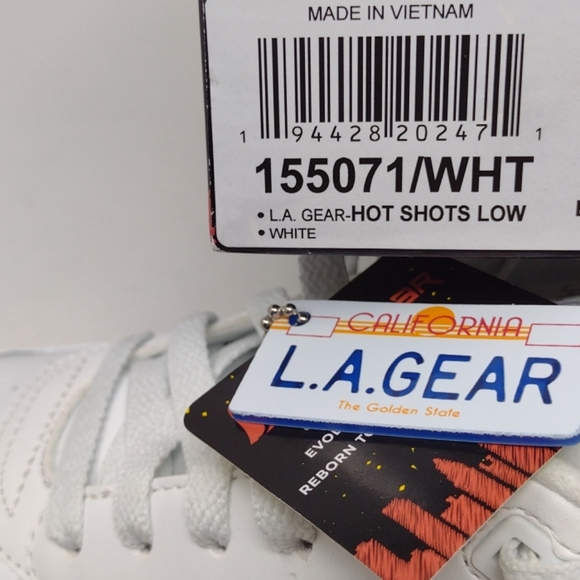 MADE IN VIETNAM
1 94428 20247 1
155071/WHT
• L.A. GEAR-HOT SHOTS LOW
• WHITE
CALIFORNIA
L.A.GEAR
The Golden State
REBORN TO